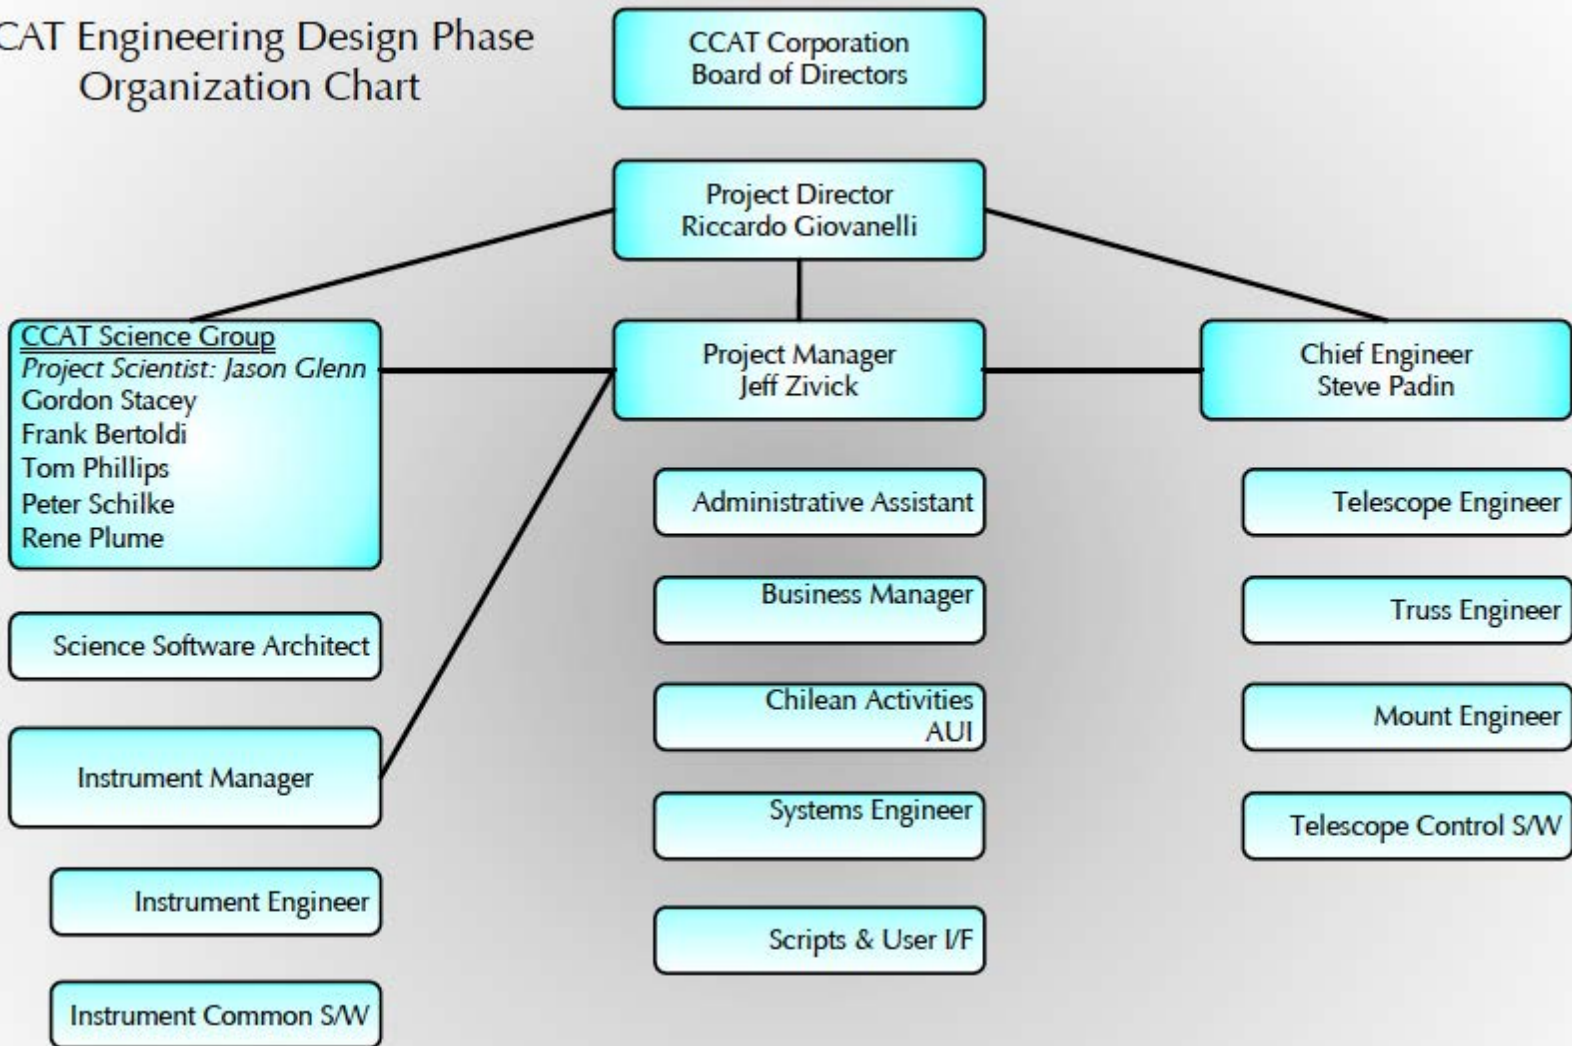 CAT Engineering Design Phase
Organization Chart
CCAT Corporation
Board of Directors
Project Director
Riccardo Giovanelli
CCAT Science Group
Project Scientist: Jason Glenn
Gordon Stacey
Frank Bertoldi
Tom Phillips
Peter Schilke
Rene Plume
Project Manager
Jeff Zivick
Chief Engineer
Steve Padin
Science Software Architect
Instrument Manager
Instrument Engineer
Instrument Common S/W
Administrative Assistant
Business Manager
Chilean Activities
AUI
Systems Engineer
Scripts & User I/F
Telescope Engineer
Truss Engineer
Mount Engineer
Telescope Control S/W